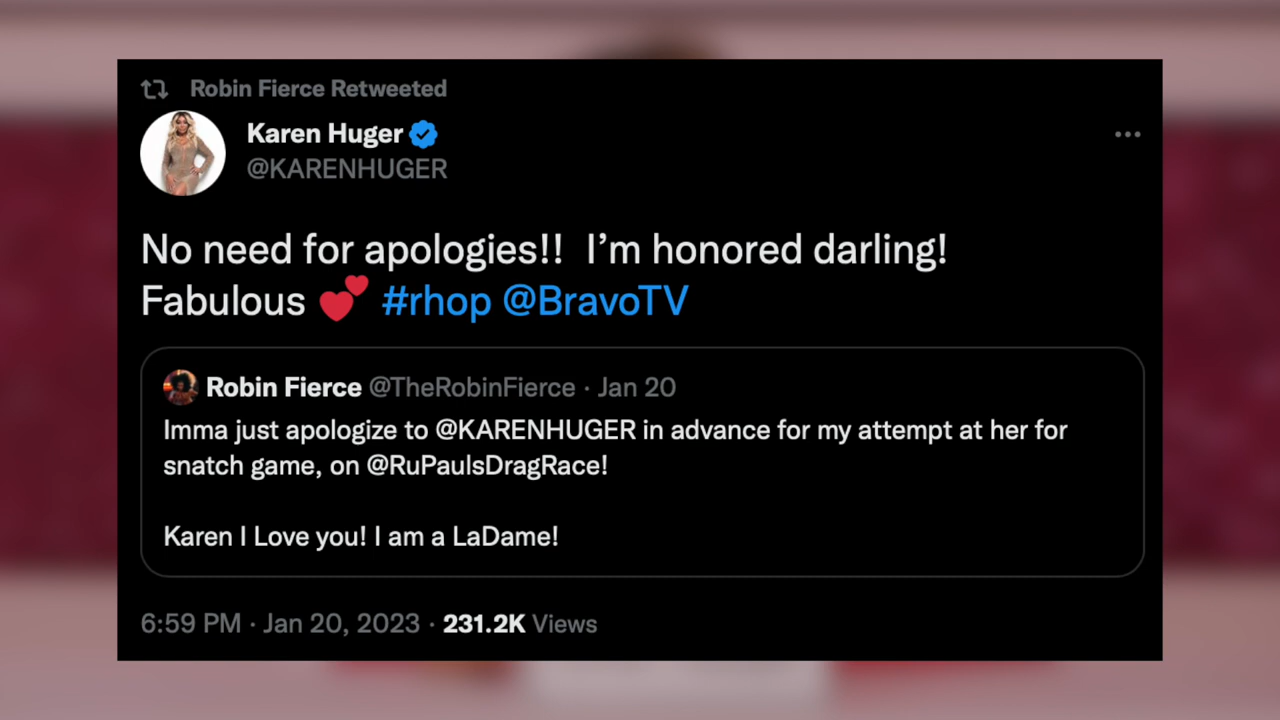 Robin Fierce Retweeted
Karen Huger
@KARENHUGER
No need for apologies!!  I’m honored darling!
Fabulous 💕 #rhop @BravoTV
Robin Fierce @TheRobinFierce · Jan 20
Imma just apologize to @KARENHUGER in advance for my attempt at her for
snatch game, on @RuPaulsDragRace!
Karen I Love you! I am a LaDame!
6:59 PM · Jan 20, 2023 · 231.2K Views